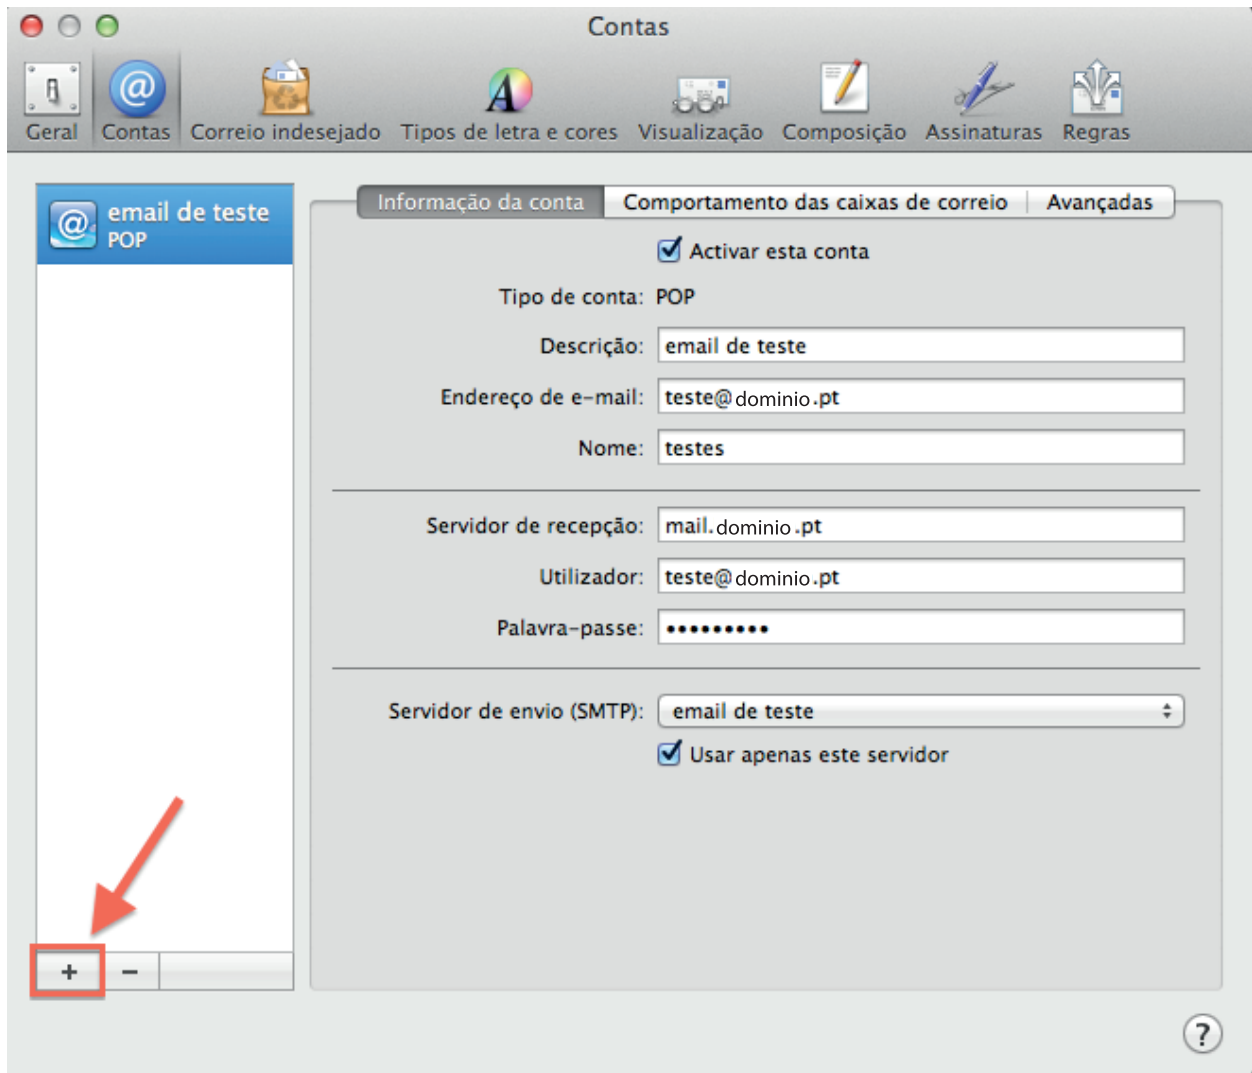 Contas
Geral Contas Correio indesejado Tipos de letra e cores Visualização Composição Assinaturas Regras
email de teste
POP
Informação da conta Comportamento das caixas de correio Avançadas
Activar esta conta
Tipo de conta: POP
Descrição: email de teste
Endereço de e-mail: teste@dominio.pt
Nome: testes
Servidor de recepção: mail.dominio.pt
Utilizador: teste@dominio.pt
Palavra-passe: •••••••••
Servidor de envio (SMTP): email de teste
Usar apenas este servidor
+ −
?